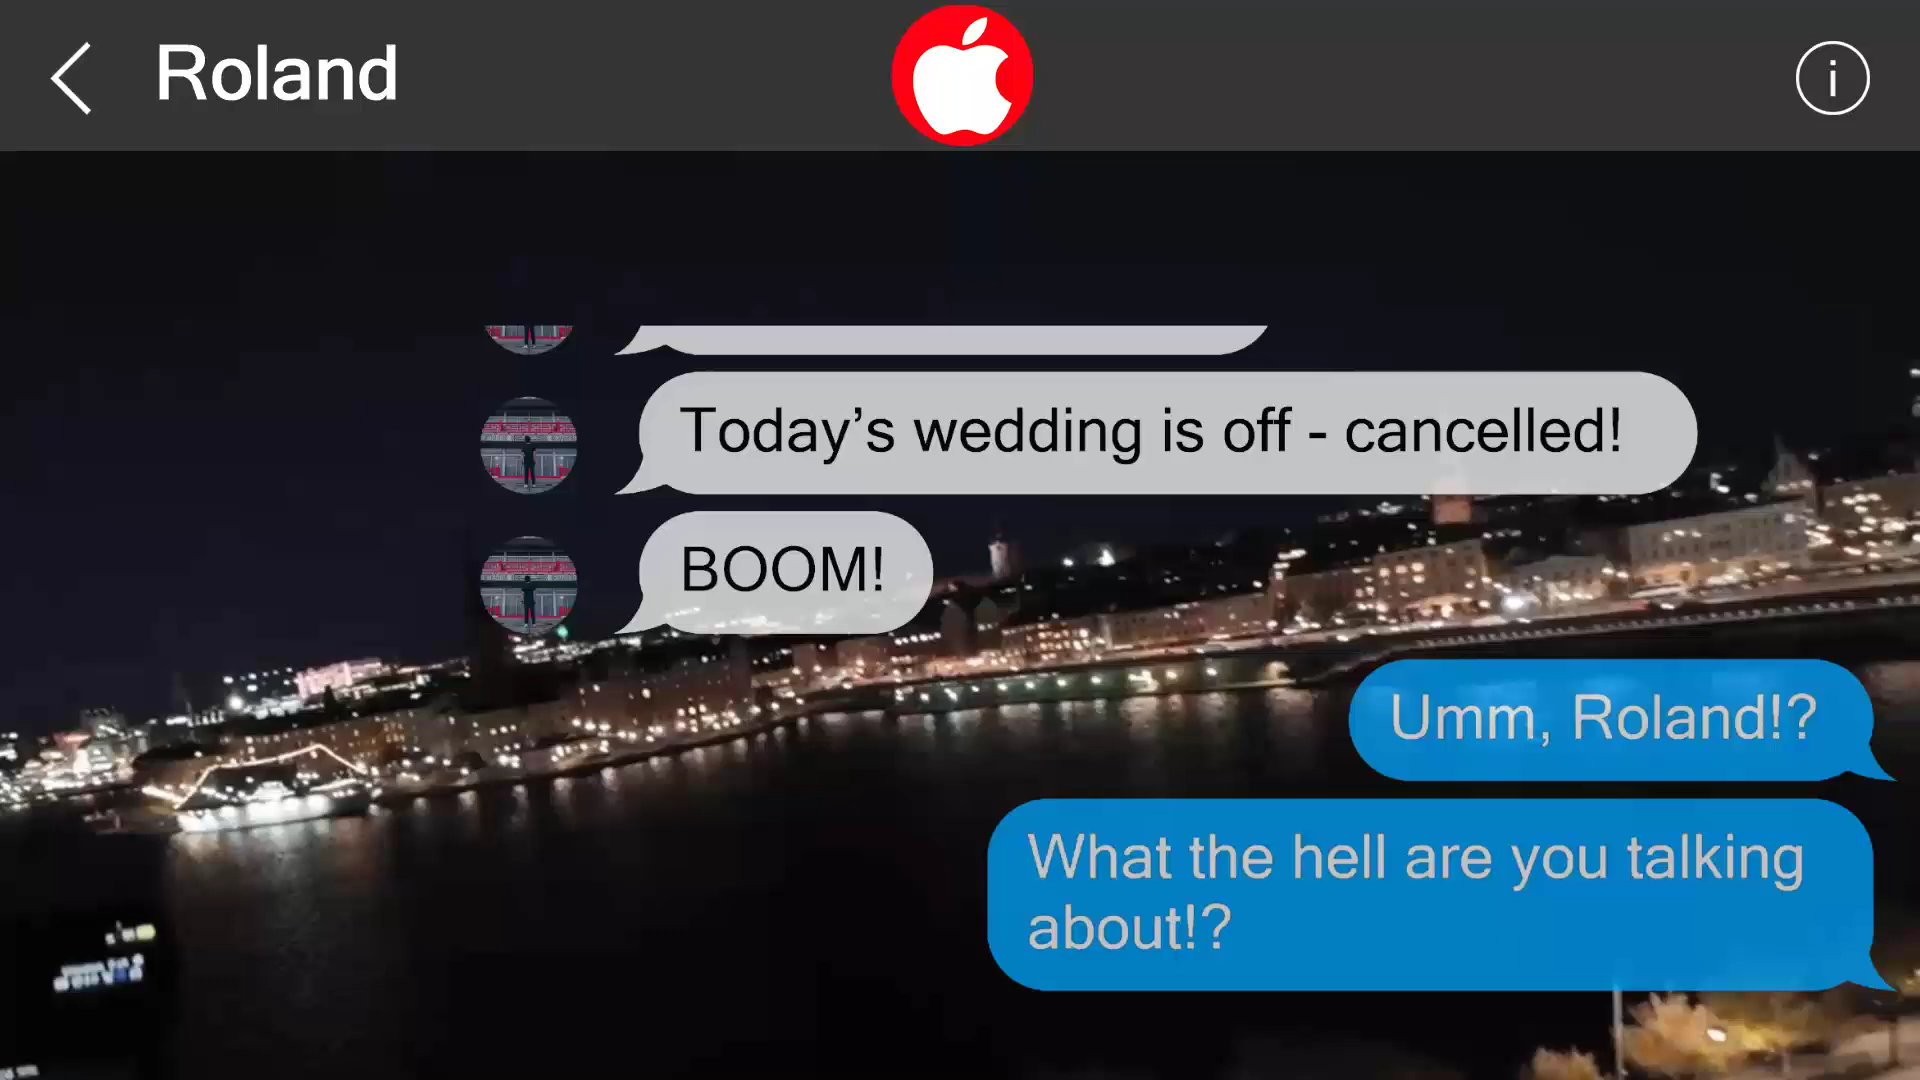 Roland
i
Today’s wedding is off - cancelled!
BOOM!
Umm, Roland!?
What the hell are you talking
about!?